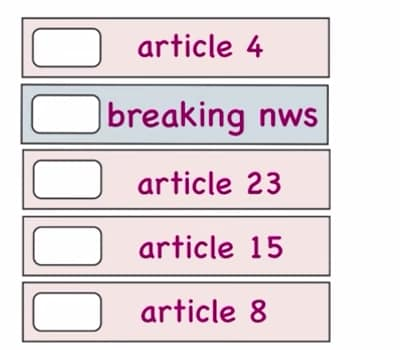 article 4
breaking nws
article 23
article 15
article 8